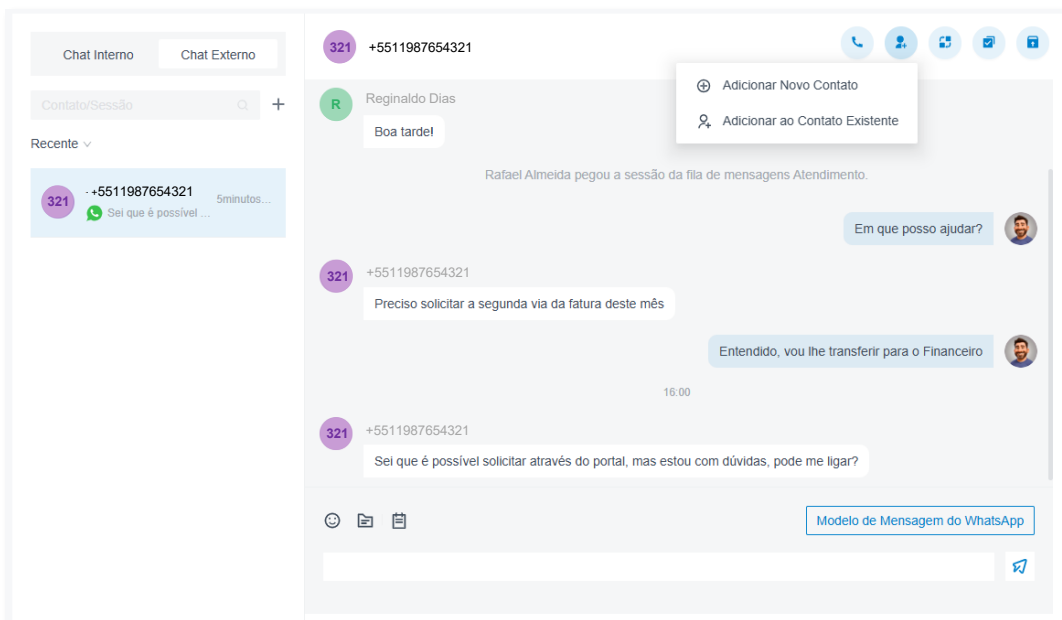 Chat Interno
Chat Externo
Contato/Sessão
Recente
321
+5511987654321
5minutos...
Sei que é possível ...
321
+5511987654321
Adicionar Novo Contato
Adicionar ao Contato Existente
R
Reginaldo Dias
Boa tarde!
Rafael Almeida pegou a sessão da fila de mensagens Atendimento.
Em que posso ajudar?
321
+5511987654321
Preciso solicitar a segunda via da fatura deste mês
Entendido, vou lhe transferir para o Financeiro
16:00
321
+5511987654321
Sei que é possível solicitar através do portal, mas estou com dúvidas, pode me ligar?
Modelo de Mensagem do WhatsApp